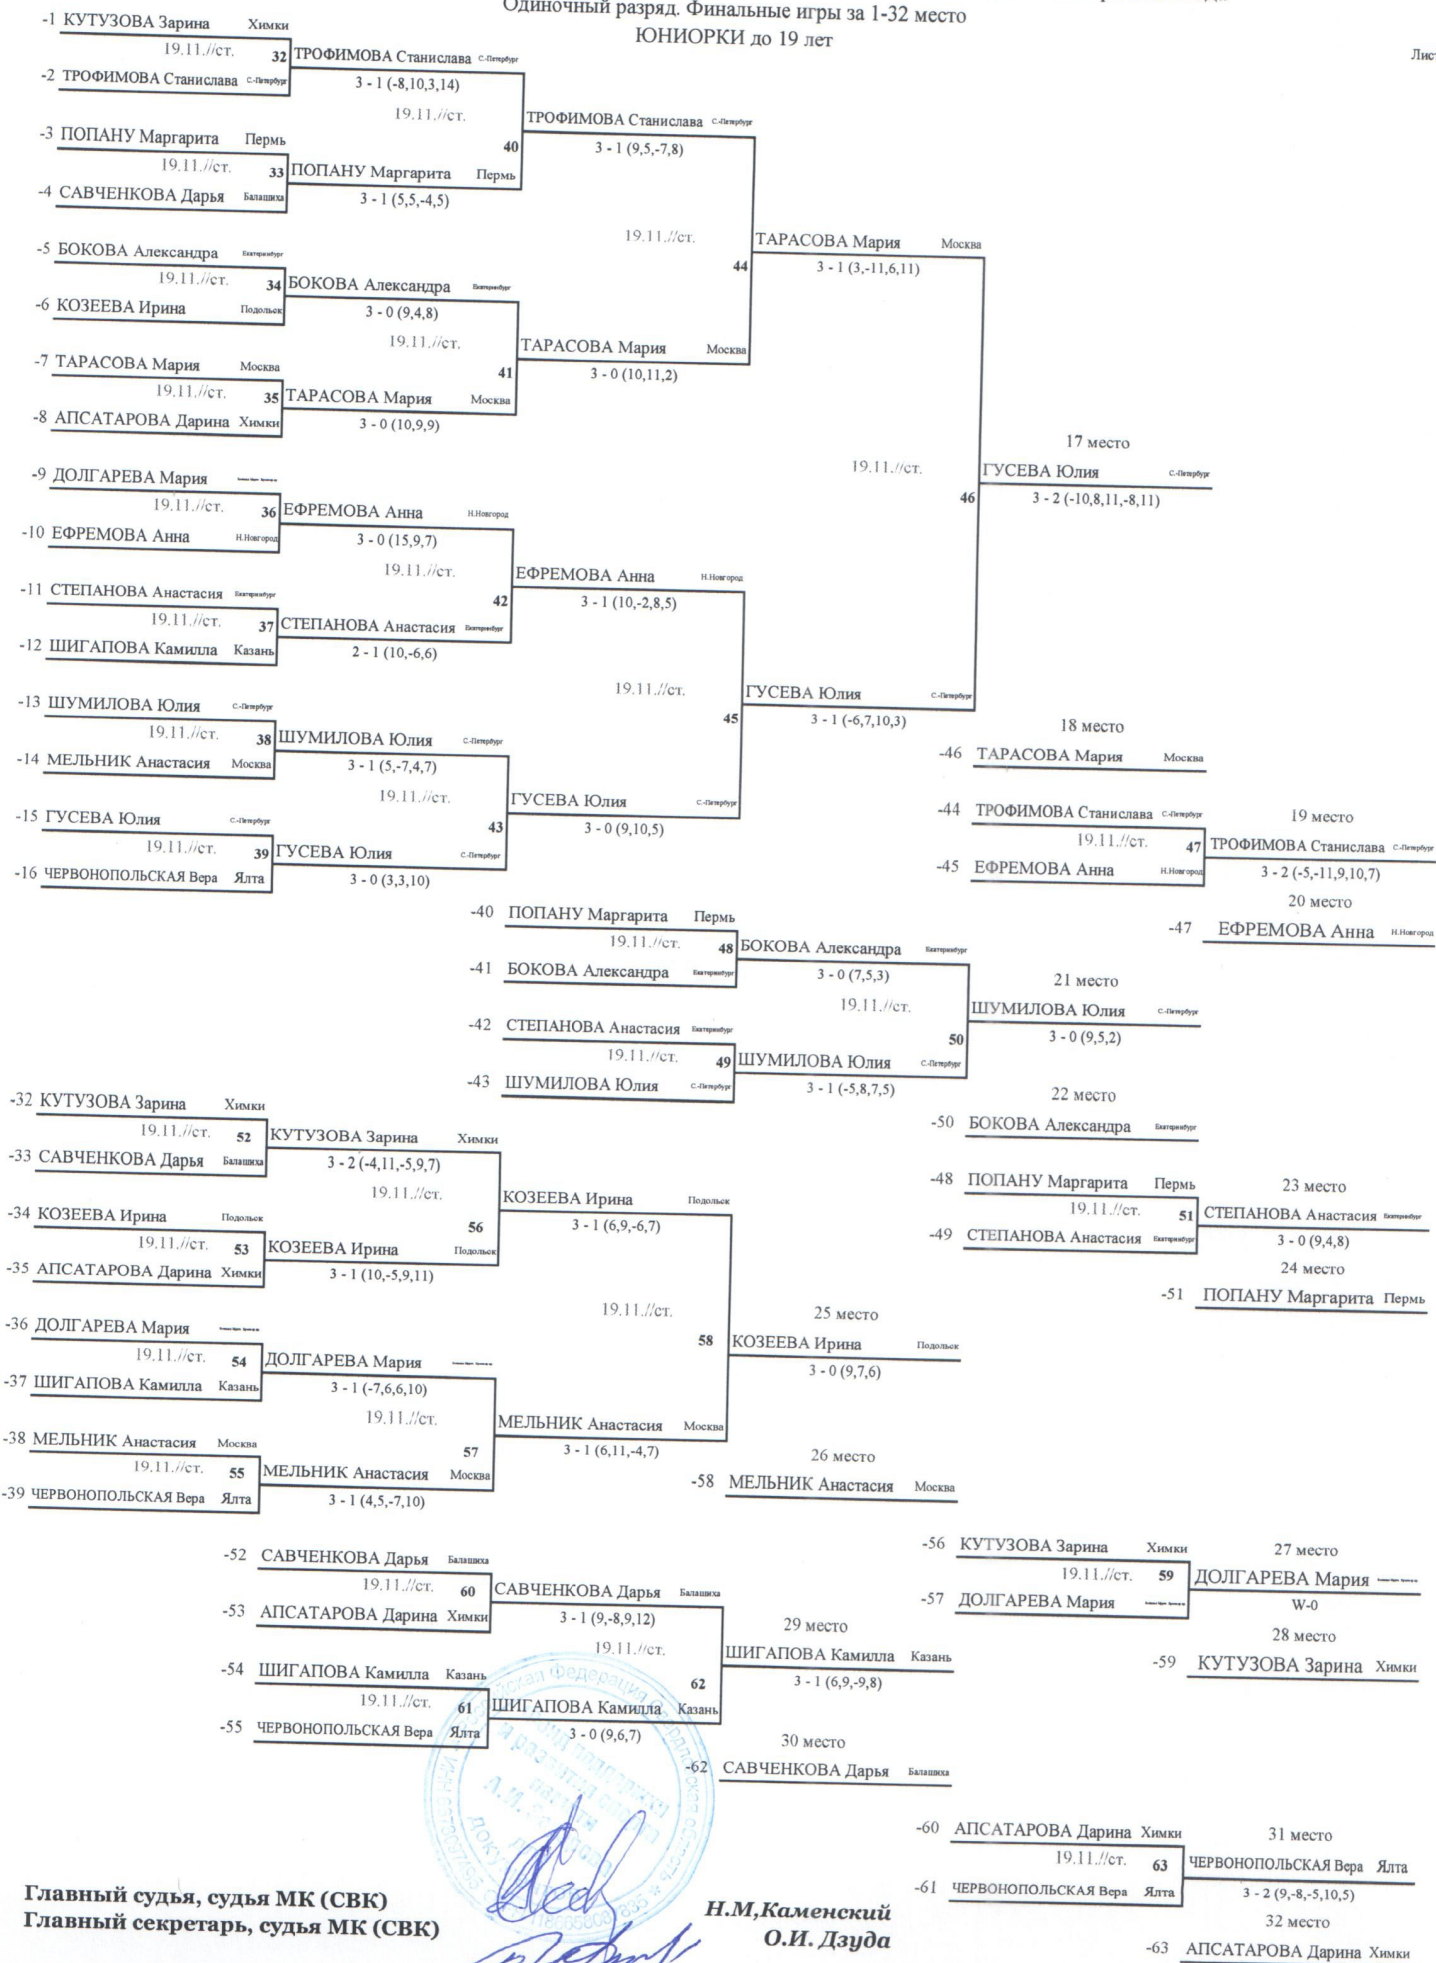 Одиночный разряд. Финальные игры за 1-32 место
ЮНИОРКИ до 19 лет
Лист
-1 КУТУЗОВА Зарина Химки
19.11.//ст. 32 ТРОФИМОВА Станислава С.-Петербург
-2 ТРОФИМОВА Станислава С.-Петербург
3 - 1 (-8,10,3,14)
19.11.//ст. 40 ТРОФИМОВА Станислава С.-Петербург
3 - 1 (9,5,-7,8)
-3 ПОПАНУ Маргарита Пермь
19.11.//ст. 33 ПОПАНУ Маргарита Пермь
-4 САВЧЕНКОВА Дарья Балашиха
3 - 1 (5,5,-4,5)
19.11.//ст. 44 ТАРАСОВА Мария Москва
3 - 1 (3,-11,6,11)
-5 БОКОВА Александра Екатеринбург
19.11.//ст. 34 БОКОВА Александра Екатеринбург
-6 КОЗЕЕВА Ирина Подольск
3 - 0 (9,4,8)
19.11.//ст. 41 ТАРАСОВА Мария Москва
3 - 0 (10,11,2)
-7 ТАРАСОВА Мария Москва
19.11.//ст. 35 ТАРАСОВА Мария Москва
-8 АПСАТАРОВА Дарина Химки
3 - 0 (10,9,9)
17 место
19.11.//ст. 46 ГУСЕВА Юлия С.-Петербург
3 - 2 (-10,8,11,-8,11)
-9 ДОЛГАРЕВА Мария
19.11.//ст. 36 ЕФРЕМОВА Анна Н.Новгород
-10 ЕФРЕМОВА Анна Н.Новгород
3 - 0 (15,9,7)
19.11.//ст. 42 ЕФРЕМОВА Анна Н.Новгород
3 - 1 (10,-2,8,5)
-11 СТЕПАНОВА Анастасия Екатеринбург
19.11.//ст. 37 СТЕПАНОВА Анастасия Екатеринбург
-12 ШИГАПОВА Камилла Казань
2 - 1 (10,-6,6)
19.11.//ст. 45 ГУСЕВА Юлия С.-Петербург
3 - 1 (-6,7,10,3)
-13 ШУМИЛОВА Юлия С.-Петербург
19.11.//ст. 38 ШУМИЛОВА Юлия С.-Петербург
-14 МЕЛЬНИК Анастасия Москва
3 - 1 (5,-7,4,7)
19.11.//ст. 43 ГУСЕВА Юлия С.-Петербург
3 - 0 (9,10,5)
-15 ГУСЕВА Юлия С.-Петербург
19.11.//ст. 39 ГУСЕВА Юлия С.-Петербург
-16 ЧЕРВОНОПОЛЬСКАЯ Вера Ялта
3 - 0 (3,3,10)
18 место
-46 ТАРАСОВА Мария Москва
-44 ТРОФИМОВА Станислава С.-Петербург
19 место
19.11.//ст. 47 ТРОФИМОВА Станислава С.-Петербург
-45 ЕФРЕМОВА Анна Н.Новгород
3 - 2 (-5,-11,9,10,7)
20 место
-47 ЕФРЕМОВА Анна Н.Новгород
-40 ПОПАНУ Маргарита Пермь
19.11.//ст. 48 БОКОВА Александра Екатеринбург
-41 БОКОВА Александра Екатеринбург
3 - 0 (7,5,3)
21 место
19.11.//ст. 50 ШУМИЛОВА Юлия С.-Петербург
3 - 0 (9,5,2)
-42 СТЕПАНОВА Анастасия Екатеринбург
19.11.//ст. 49 ШУМИЛОВА Юлия С.-Петербург
-43 ШУМИЛОВА Юлия С.-Петербург
3 - 1 (-5,8,7,5)
22 место
-50 БОКОВА Александра Екатеринбург
-48 ПОПАНУ Маргарита Пермь
23 место
19.11.//ст. 51 СТЕПАНОВА Анастасия Екатеринбург
-49 СТЕПАНОВА Анастасия Екатеринбург
3 - 0 (9,4,8)
24 место
-51 ПОПАНУ Маргарита Пермь
-32 КУТУЗОВА Зарина Химки
19.11.//ст. 52 КУТУЗОВА Зарина Химки
-33 САВЧЕНКОВА Дарья Балашиха
3 - 2 (-4,11,-5,9,7)
19.11.//ст. 56 КОЗЕЕВА Ирина Подольск
3 - 1 (6,9,-6,7)
-34 КОЗЕЕВА Ирина Подольск
19.11.//ст. 53 КОЗЕЕВА Ирина Подольск
-35 АПСАТАРОВА Дарина Химки
3 - 1 (10,-5,9,11)
25 место
19.11.//ст. 58 КОЗЕЕВА Ирина Подольск
3 - 0 (9,7,6)
-36 ДОЛГАРЕВА Мария
19.11.//ст. 54 ДОЛГАРЕВА Мария
-37 ШИГАПОВА Камилла Казань
3 - 1 (-7,6,6,10)
19.11.//ст. 57 МЕЛЬНИК Анастасия Москва
3 - 1 (6,11,-4,7)
-38 МЕЛЬНИК Анастасия Москва
19.11.//ст. 55 МЕЛЬНИК Анастасия Москва
-39 ЧЕРВОНОПОЛЬСКАЯ Вера Ялта
3 - 1 (4,5,-7,10)
26 место
-58 МЕЛЬНИК Анастасия Москва
-56 КУТУЗОВА Зарина Химки
27 место
19.11.//ст. 59 ДОЛГАРЕВА Мария
-57 ДОЛГАРЕВА Мария
W-0
28 место
-59 КУТУЗОВА Зарина Химки
-52 САВЧЕНКОВА Дарья Балашиха
19.11.//ст. 60 САВЧЕНКОВА Дарья Балашиха
-53 АПСАТАРОВА Дарина Химки
3 - 1 (9,-8,9,12)
29 место
19.11.//ст. 62 ШИГАПОВА Камилла Казань
3 - 1 (6,9,-9,8)
-54 ШИГАПОВА Камилла Казань
19.11.//ст. 61 ШИГАПОВА Камилла Казань
-55 ЧЕРВОНОПОЛЬСКАЯ Вера Ялта
3 - 0 (9,6,7)
30 место
-62 САВЧЕНКОВА Дарья Балашиха
-60 АПСАТАРОВА Дарина Химки
31 место
19.11.//ст. 63 ЧЕРВОНОПОЛЬСКАЯ Вера Ялта
-61 ЧЕРВОНОПОЛЬСКАЯ Вера Ялта
3 - 2 (9,-8,-5,10,5)
32 место
-63 АПСАТАРОВА Дарина Химки
Главный судья, судья МК (СВК) Н.М,Каменский
Главный секретарь, судья МК (СВК) О.И. Дзуда